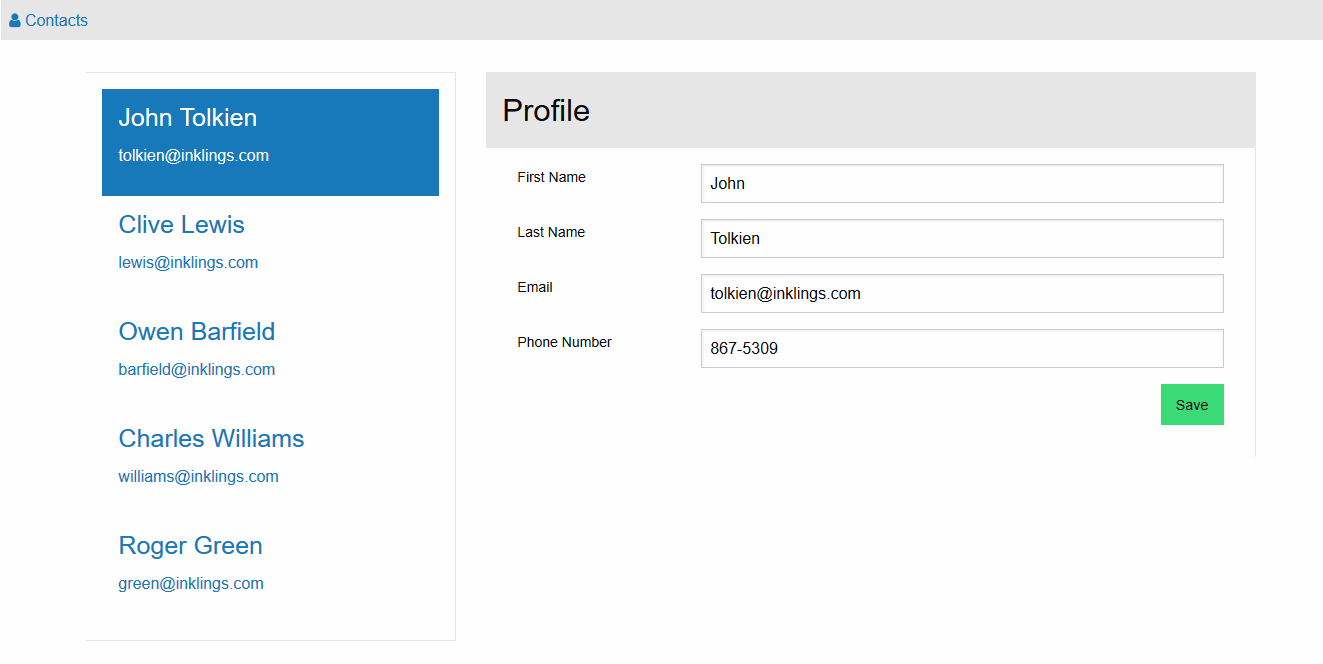 Contacts
John Tolkien
tolkien@inklings.com
Clive Lewis
lewis@inklings.com
Owen Barfield
barfield@inklings.com
Charles Williams
williams@inklings.com
Roger Green
green@inklings.com
Profile
First Name
John
Last Name
Tolkien
Email
tolkien@inklings.com
Phone Number
867-5309
Save